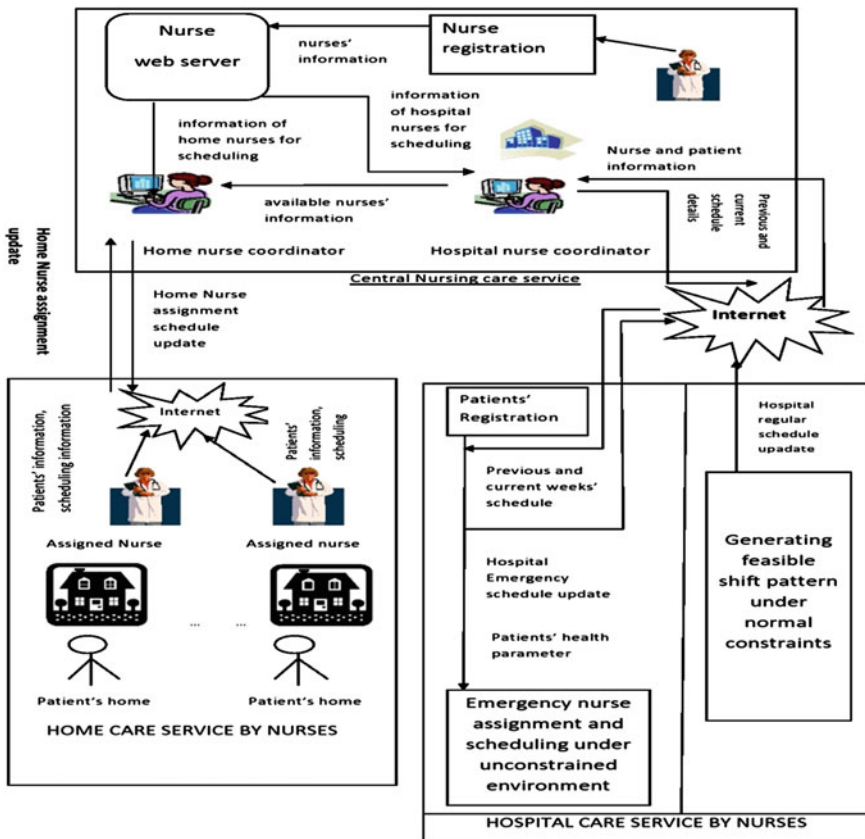 Nurse
web server
nurses'
information
Nurse
registration
information of
home nurses for
scheduling
information
of hospital
nurses for
scheduling
Nurse and patient
information
available nurses'
information
Previous and
current
schedule
details
Home nurse coordinator
Hospital nurse coordinator
Central Nursing care service
Home Nurse assignment
update
Home Nurse
assignment
schedule
update
Internet
Internet
Patients' information,
scheduling information
Patients'
information,
scheduling
Assigned Nurse
Assigned nurse
... ...
Patient's home
Patient's home
HOME CARE SERVICE BY NURSES
Patients'
Registration
Previous and
current weeks'
schedule
Hospital
Emergency
schedule update
Patients' health
parameter
Emergency nurse
assignment and
scheduling under
unconstrained
environment
Hospital
regular
schedule
upadate
Generating
feasible
shift pattern
under
normal
constraints
HOSPITAL CARE SERVICE BY NURSES